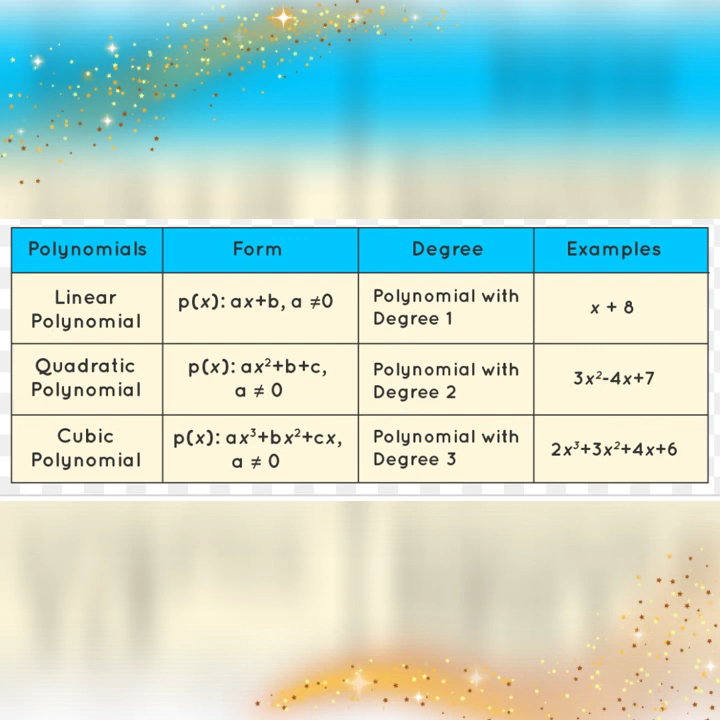 Polynomials Form Degree Examples
Linear Polynomial p(x): ax+b, a ≠0 Polynomial with Degree 1 x + 8
Quadratic Polynomial p(x): ax²+b+c, a ≠ 0 Polynomial with Degree 2 3x²-4x+7
Cubic Polynomial p(x): ax³+bx²+cx, a ≠ 0 Polynomial with Degree 3 2x³+3x²+4x+6